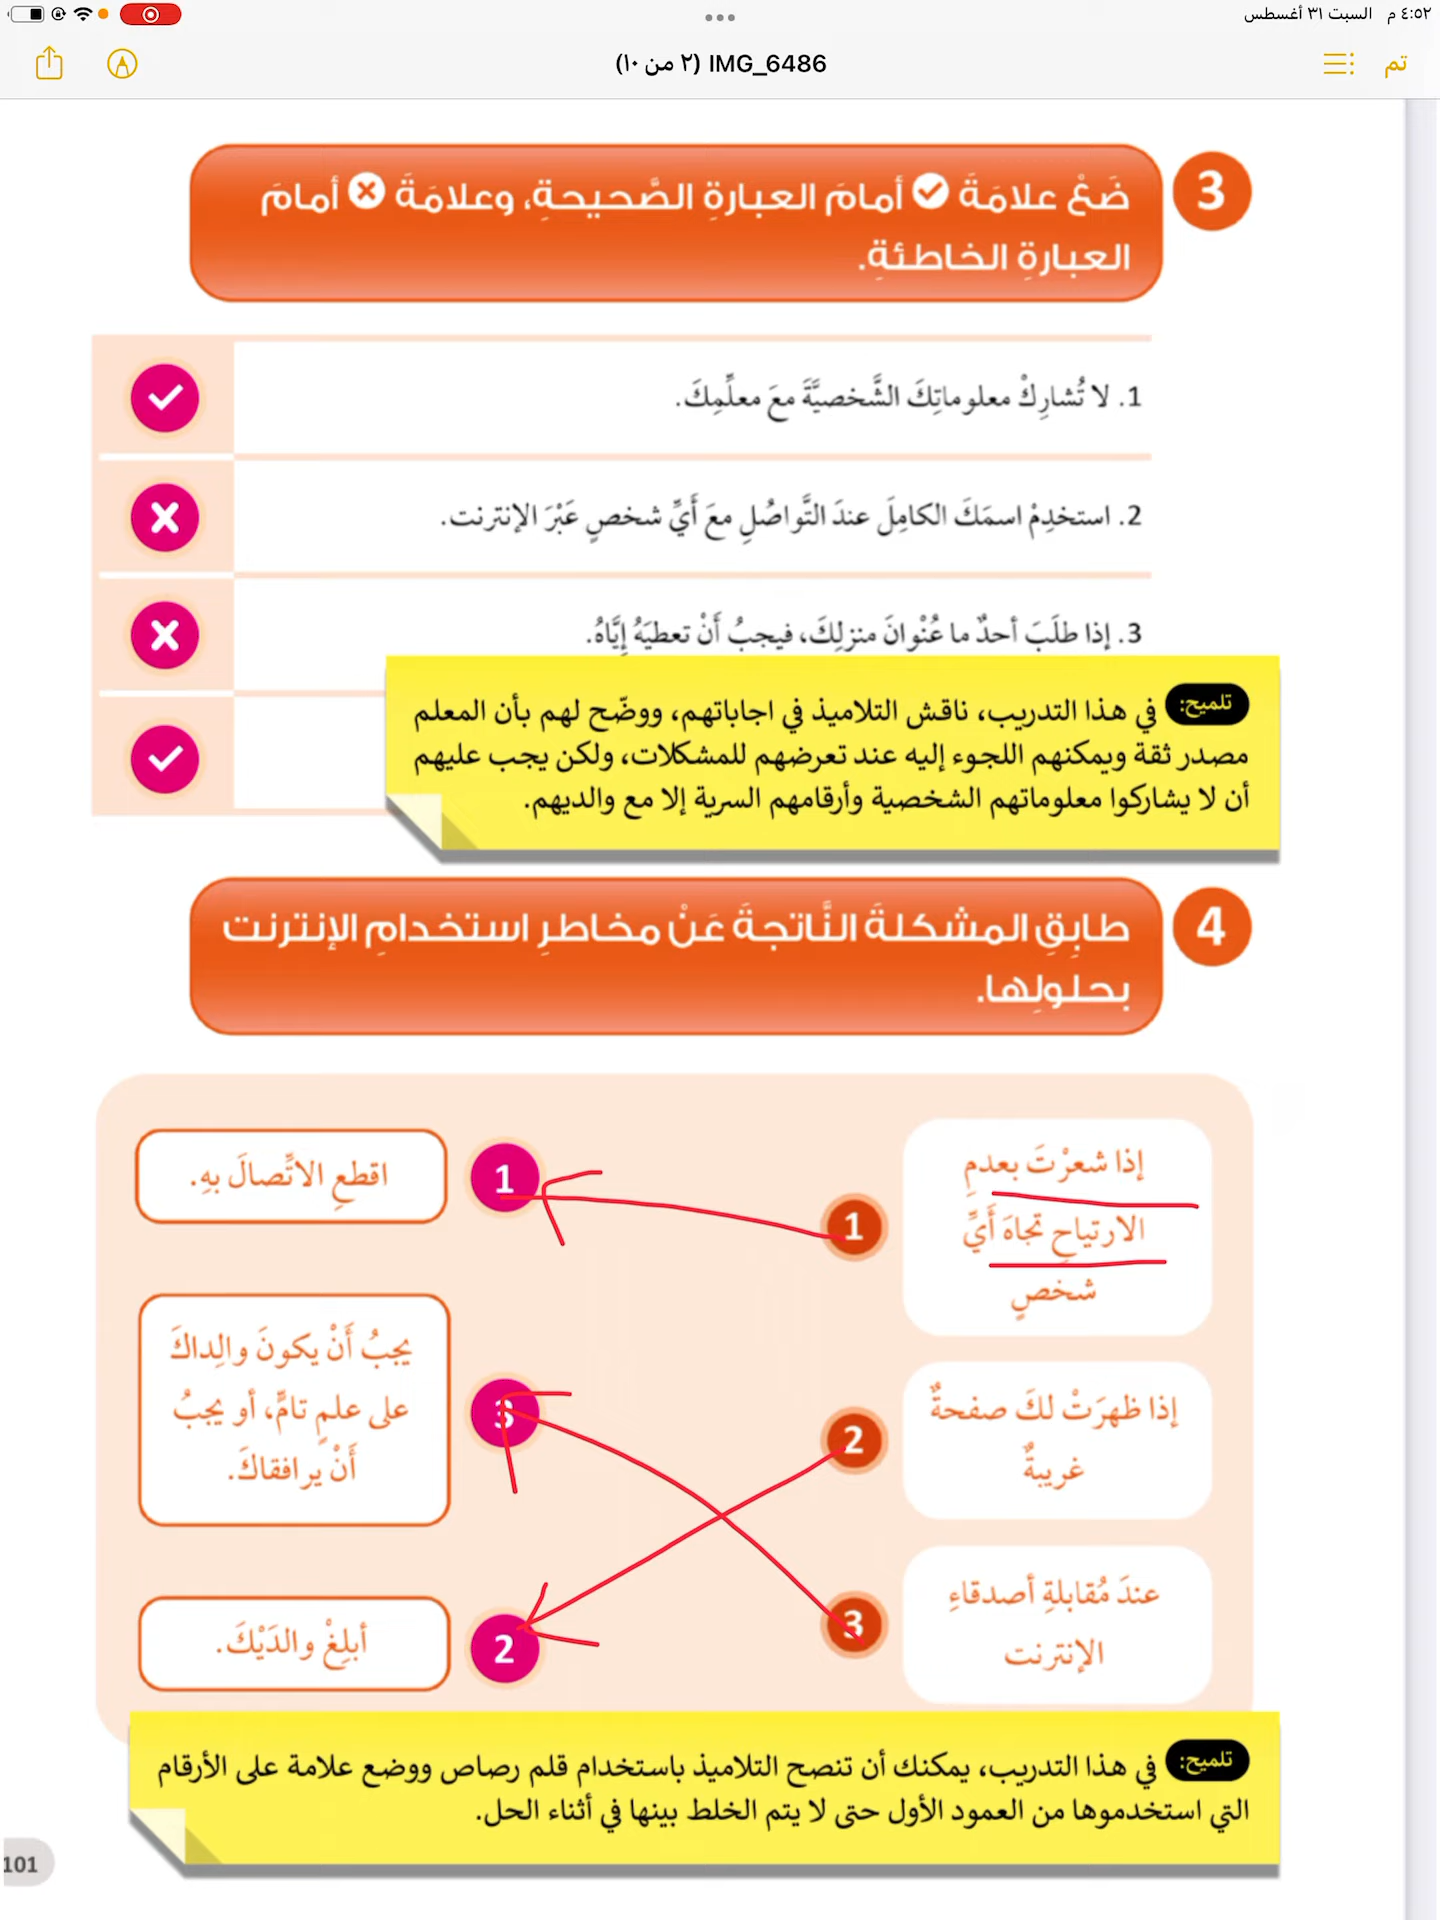 ٤:٥٢ م السبت ٣١ أغسطس
IMG_6486 (٢ من ١٠)
تم
3
ضَعْ علامَةَ ✓ أمامَ العبارةِ الصَّحيحةِ، وعلامَةَ ✗ أمامَ
العبارةِ الخاطئةِ.
1. لا تُشارِكْ معلوماتِكَ الشَّخصيَّةَ معَ معلِّمِكَ.
2. استخدِمْ اسمَكَ الكامِلَ عندَ التَّواصُلِ معَ أَيِّ شخصٍ عَبْرَ الإنترنت.
3. إذا طلَبَ أحدٌ ما عُنْوانَ منزلِكَ، فيجبُ أَنْ تعطيَهُ إيَّاهُ.
تلميح: في هذا التدريب، ناقش التلاميذ في اجاباتهم، ووضّح لهم بأن المعلم
مصدر ثقة ويمكنهم اللجوء إليه عند تعرضهم للمشكلات، ولكن يجب عليهم
أن لا يشاركوا معلوماتهم الشخصية وأرقامهم السرية إلا مع والديهم.
4
طابِقِ المشكلةَ النَّاتجةَ عَنْ مخاطرِ استخدامِ الإنترنت
بحلولِها.
إذا شعرْتَ بعدمِ
الارتياحِ تجاهَ أَيِّ
شخصٍ
1
1
اقطعِ الاتِّصالَ بهِ.
إذا ظهرَتْ لكَ صفحةٌ
غريبةٌ
2
3
يجبُ أَنْ يكونَ والِداكَ
على علمٍ تامٍّ، أو يجبُ
أَنْ يرافقاكَ.
عندَ مُقابلةِ أصدقاءِ
الإنترنت
3
2
أبلِغْ والدَيْكَ.
تلميح: في هذا التدريب، يمكنك أن تنصح التلاميذ باستخدام قلم رصاص ووضع علامة على الأرقام
التي استخدموها من العمود الأول حتى لا يتم الخلط بينها في أثناء الحل.
101